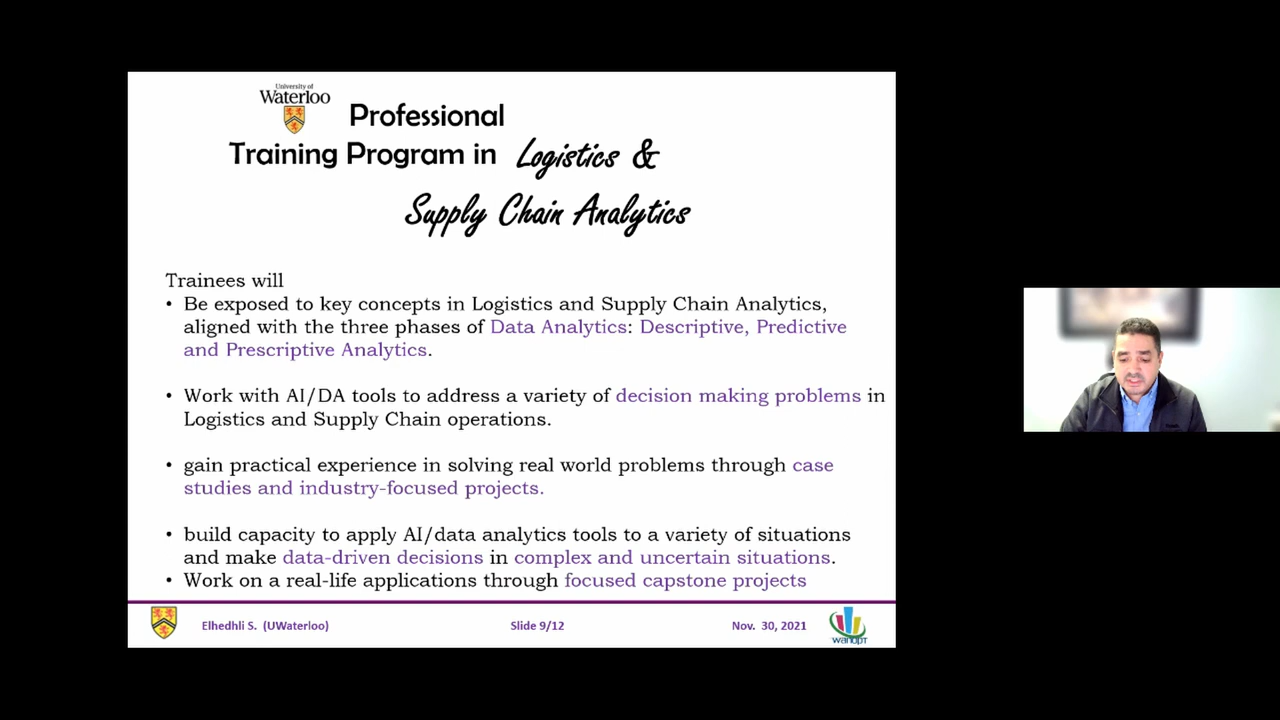 University of
Waterloo
Professional
Training Program in Logistics &
Supply Chain Analytics
Trainees will
• Be exposed to key concepts in Logistics and Supply Chain Analytics,
aligned with the three phases of Data Analytics: Descriptive, Predictive
and Prescriptive Analytics.
• Work with AI/DA tools to address a variety of decision making problems in
Logistics and Supply Chain operations.
• gain practical experience in solving real world problems through case
studies and industry-focused projects.
• build capacity to apply AI/data analytics tools to a variety of situations
and make data-driven decisions in complex and uncertain situations.
• Work on a real-life applications through focused capstone projects
Elhedhli S. (UWaterloo)
Slide 9/12
Nov. 30, 2021
wanopt